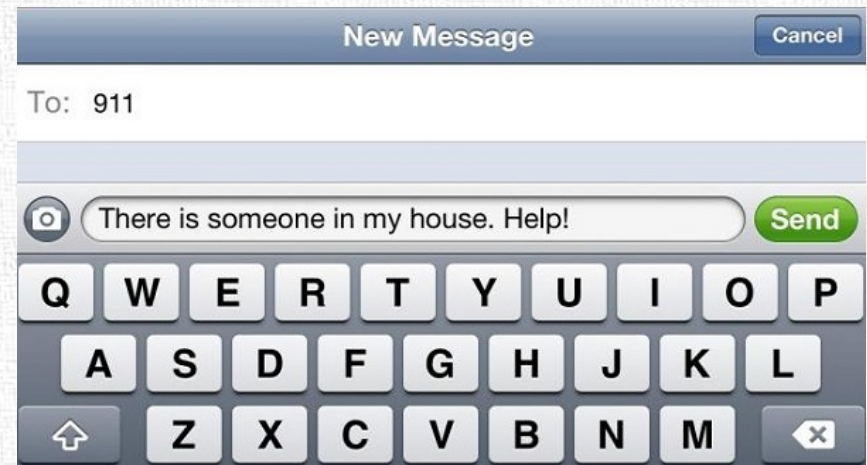 New Message Cancel
To: 911
There is someone in my house. Help! Send
Q W E R T Y U I O P
A S D F G H J K L
Z X C V B N M